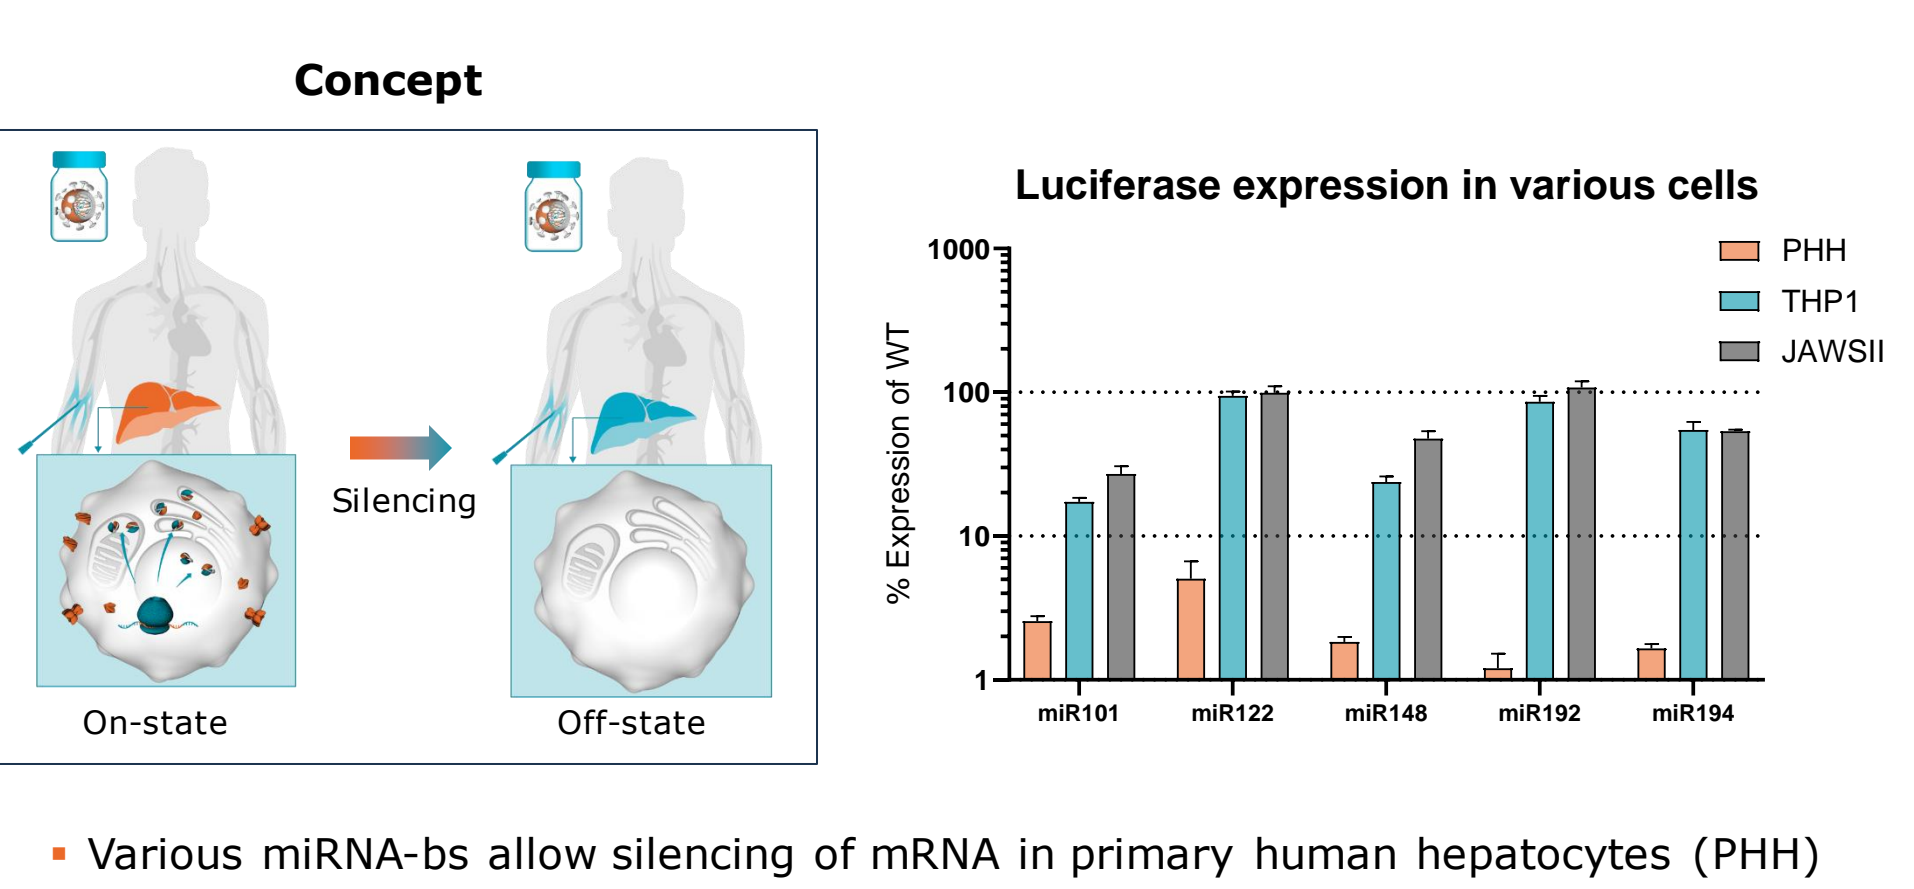 Concept
Silencing
On-state
Off-state
Luciferase expression in various cells
% Expression of WT
1000
100
10
1
PHH
THP1
JAWSII
miR101 miR122 miR148 miR192 miR194
▪ Various miRNA-bs allow silencing of mRNA in primary human hepatocytes (PHH)